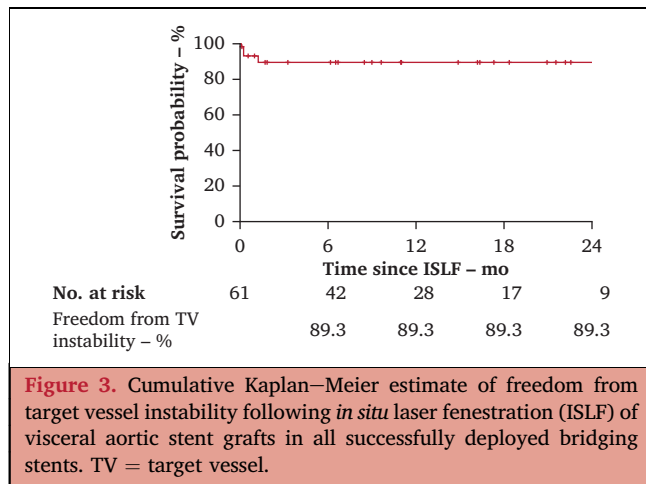 100
80
60
40
20
0
Survival probability – %
0 6 12 18 24
Time since ISLF – mo
No. at risk 61 42 28 17 9
Freedom from TV
instability – % 89.3 89.3 89.3 89.3
Figure 3. Cumulative Kaplan–Meier estimate of freedom from
target vessel instability following in situ laser fenestration (ISLF) of
visceral aortic stent grafts in all successfully deployed bridging
stents. TV = target vessel.